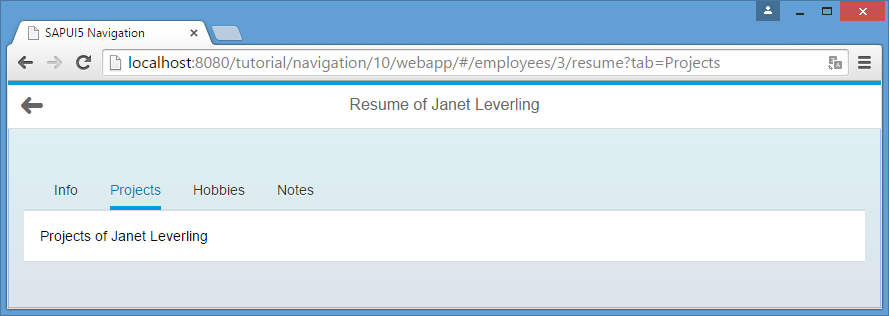 SAPUI5 Navigation
localhost:8080/tutorial/navigation/10/webapp/#/employees/3/resume?tab=Projects
Resume of Janet Leverling
Info Projects Hobbies Notes
Projects of Janet Leverling